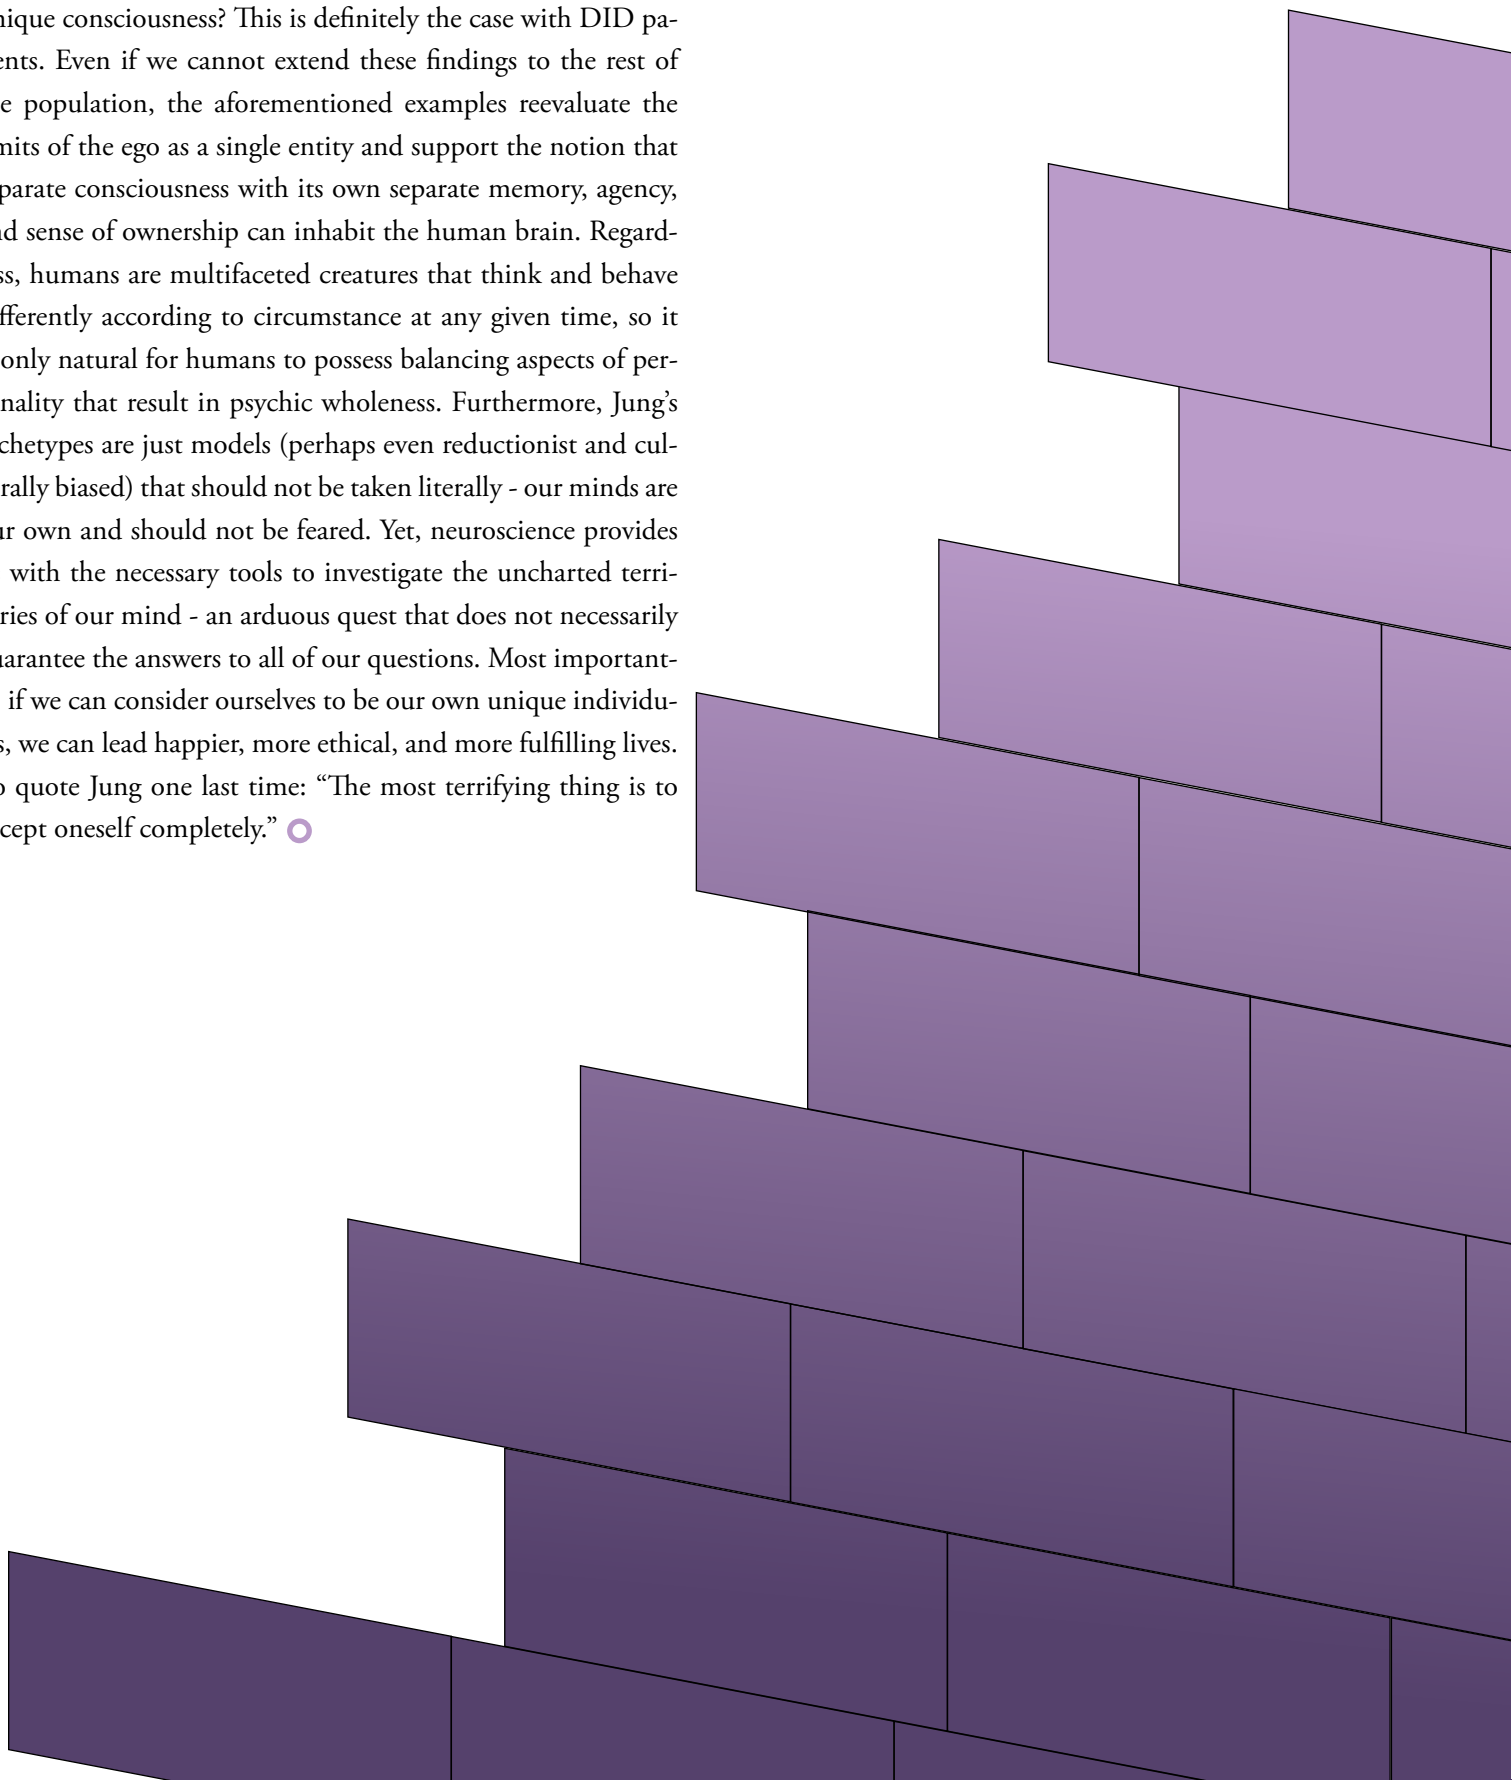 nique consciousness? This is definitely the case with DID pa-
ents. Even if we cannot extend these findings to the rest of
e population, the aforementioned examples reevaluate the
mits of the ego as a single entity and support the notion that
parate consciousness with its own separate memory, agency,
nd sense of ownership can inhabit the human brain. Regard-
ss, humans are multifaceted creatures that think and behave
fferently according to circumstance at any given time, so it
only natural for humans to possess balancing aspects of per-
nality that result in psychic wholeness. Furthermore, Jung’s
chetypes are just models (perhaps even reductionist and cul-
rally biased) that should not be taken literally - our minds are
ur own and should not be feared. Yet, neuroscience provides
with the necessary tools to investigate the uncharted terri-
ries of our mind - an arduous quest that does not necessarily
uarantee the answers to all of our questions. Most important-
if we can consider ourselves to be our own unique individu-
s, we can lead happier, more ethical, and more fulfilling lives.
o quote Jung one last time: “The most terrifying thing is to
cept oneself completely.”